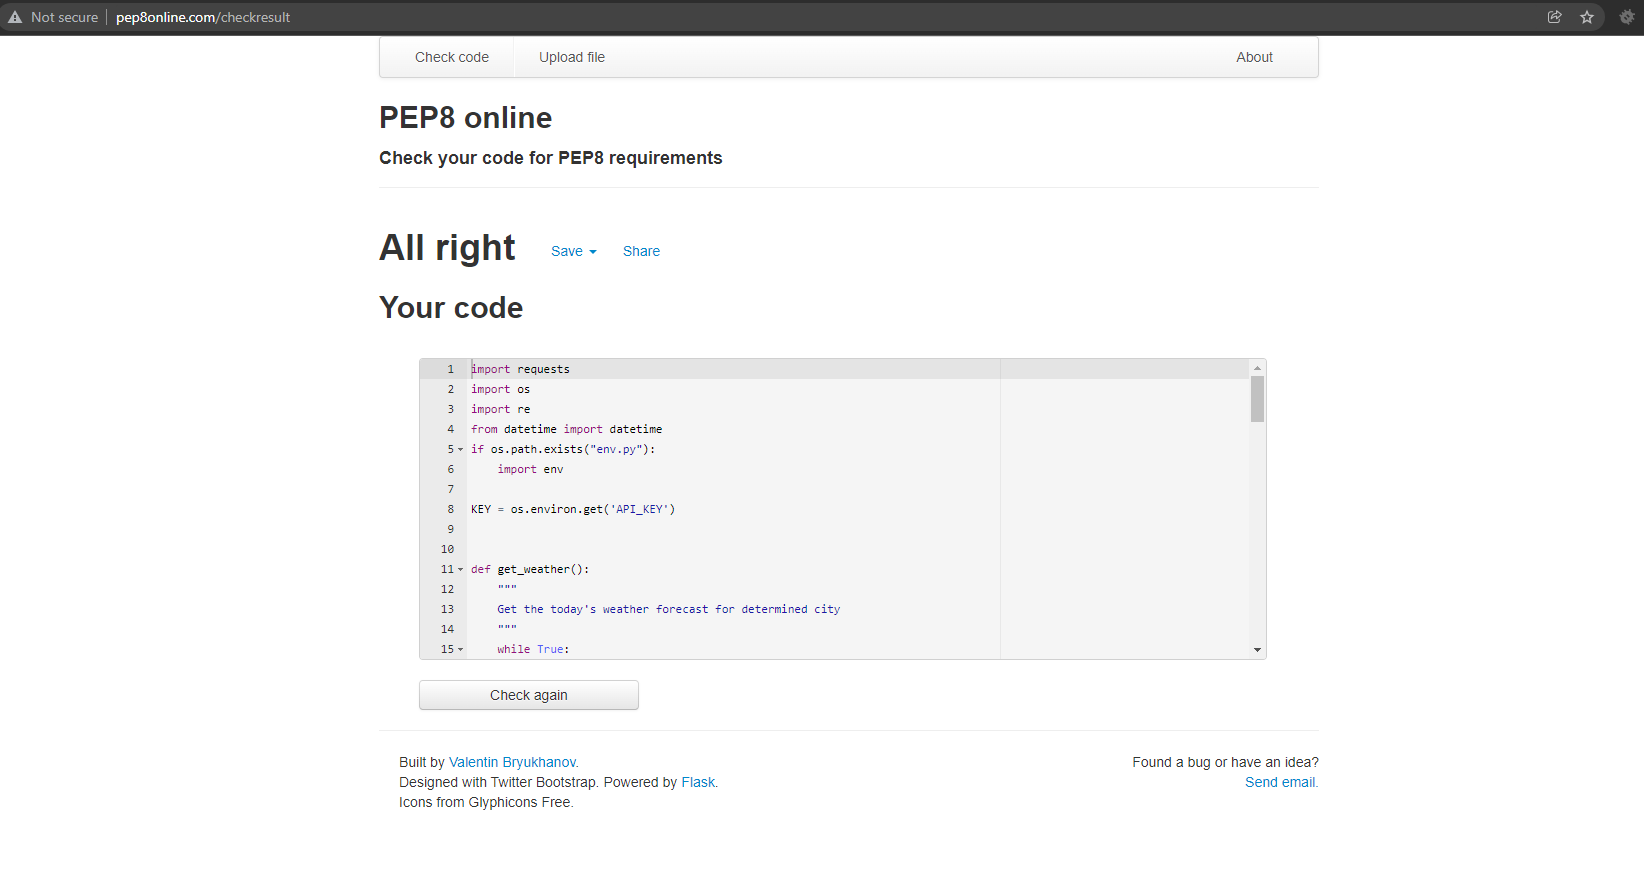 Not secure pep8online.com/checkresult
Check code Upload file About
PEP8 online
Check your code for PEP8 requirements
All right Save Share
Your code
1 import requests
2 import os
3 import re
4 from datetime import datetime
5 if os.path.exists("env.py"):
6 import env
7
8 KEY = os.environ.get('API_KEY')
9
10
11 def get_weather():
12 """
13 Get the today's weather forecast for determined city
14 """
15 while True:
Check again
Built by Valentin Bryukhanov. Found a bug or have an idea?
Designed with Twitter Bootstrap. Powered by Flask. Send email.
Icons from Glyphicons Free.